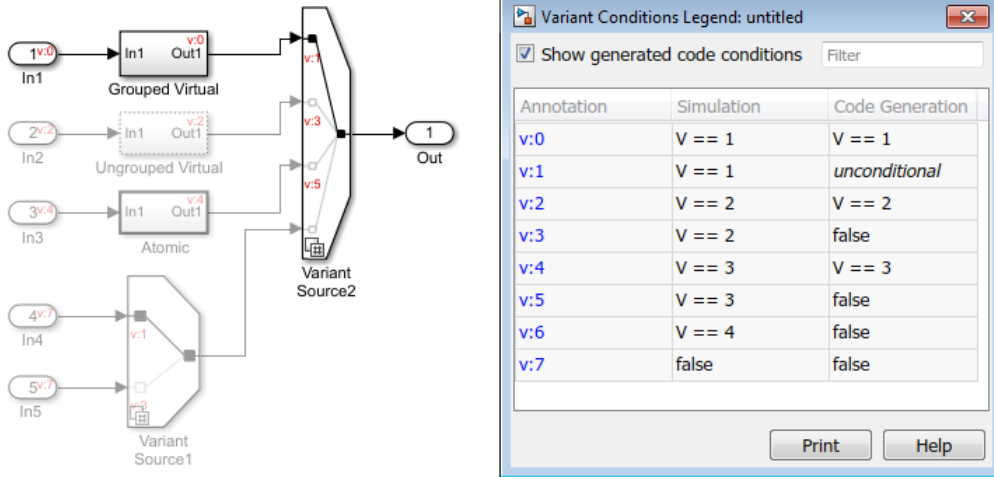 1 v:0
In1
In1 v:0 Out1
Grouped Virtual
v:1
2 v:2
In2
In1 v:2 Out1
Ungrouped Virtual
v:3
3 v:4
In3
In1 v:4 Out1
Atomic
v:5
1
Out
Variant
Source2
4 v:7
In4
v:1
5 v:7
In5
v:3
Variant
Source1
Variant Conditions Legend: untitled
Show generated code conditions Filter
Annotation Simulation Code Generation
v:0 V == 1 V == 1
v:1 V == 1 unconditional
v:2 V == 2 V == 2
v:3 V == 2 false
v:4 V == 3 V == 3
v:5 V == 3 false
v:6 V == 4 false
v:7 false false
Print Help